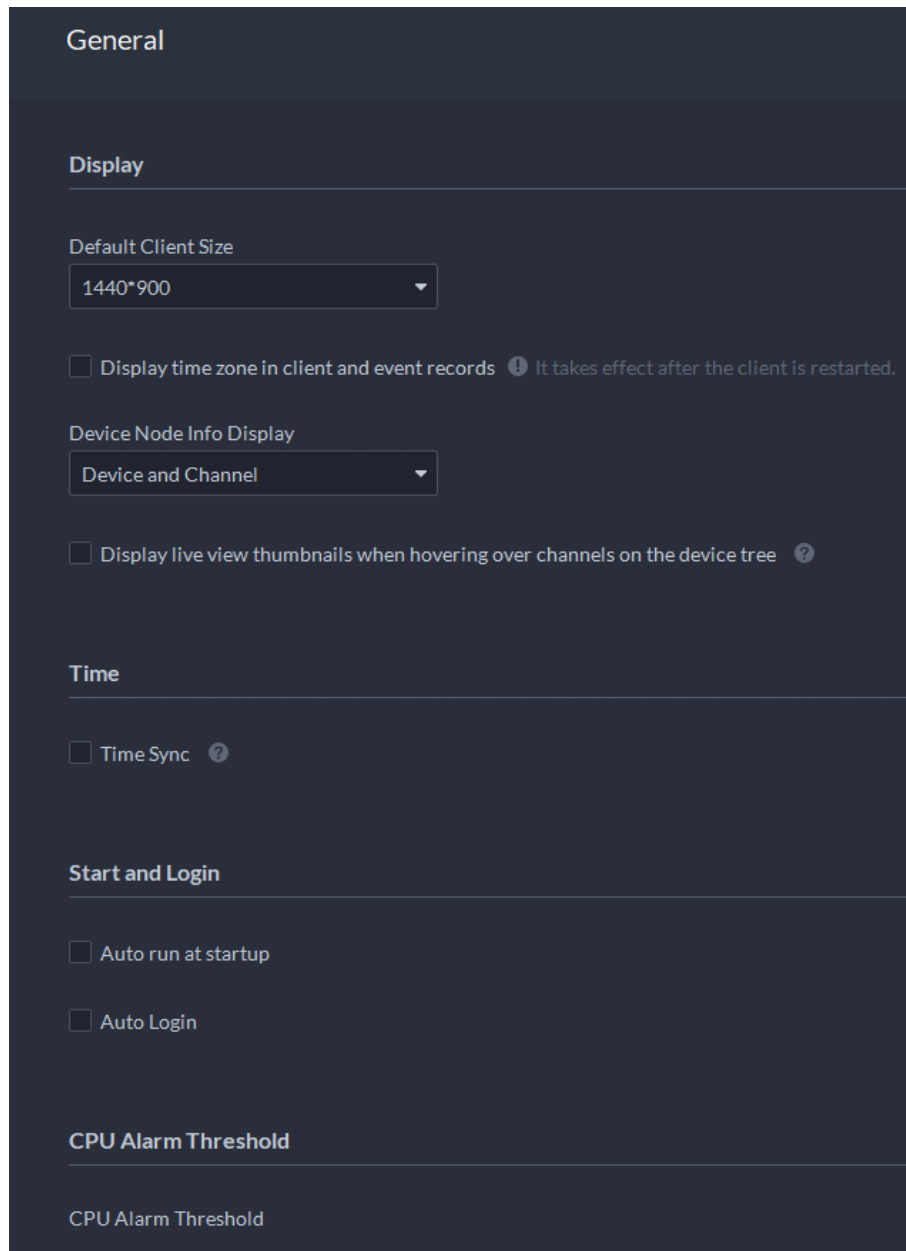 General
Display
Default Client Size
1440*900
Display time zone in client and event records ! It takes effect after the client is restarted.
Device Node Info Display
Device and Channel
Display live view thumbnails when hovering over channels on the device tree ?
Time
Time Sync ?
Start and Login
Auto run at startup
Auto Login
CPU Alarm Threshold
CPU Alarm Threshold